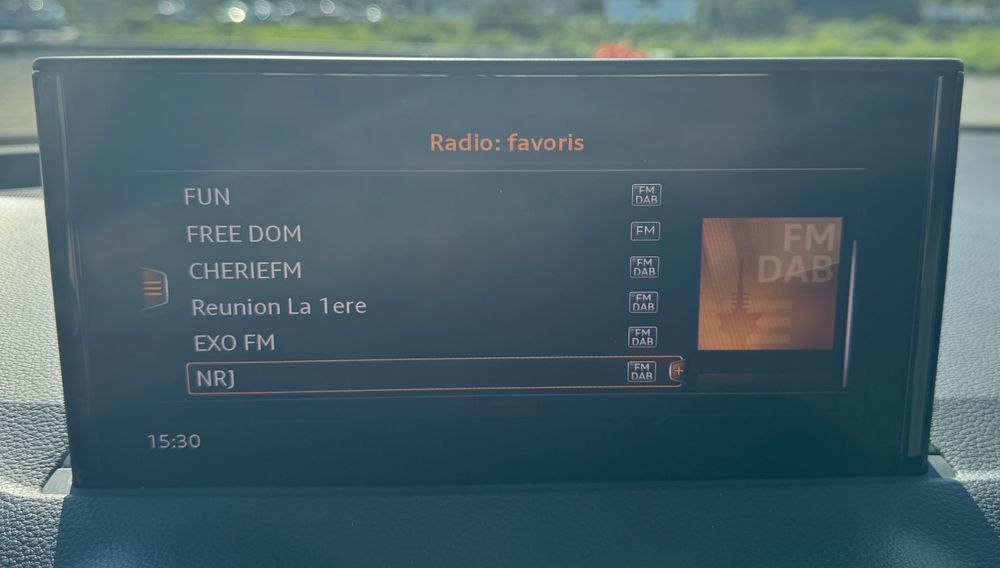 Radio: favoris
FUN FM DAB
FREE DOM FM
CHERIEFM FM DAB
Reunion La 1ere FM DAB
EXO FM FM DAB
NRJ FM DAB +
FM
DAB
15:30